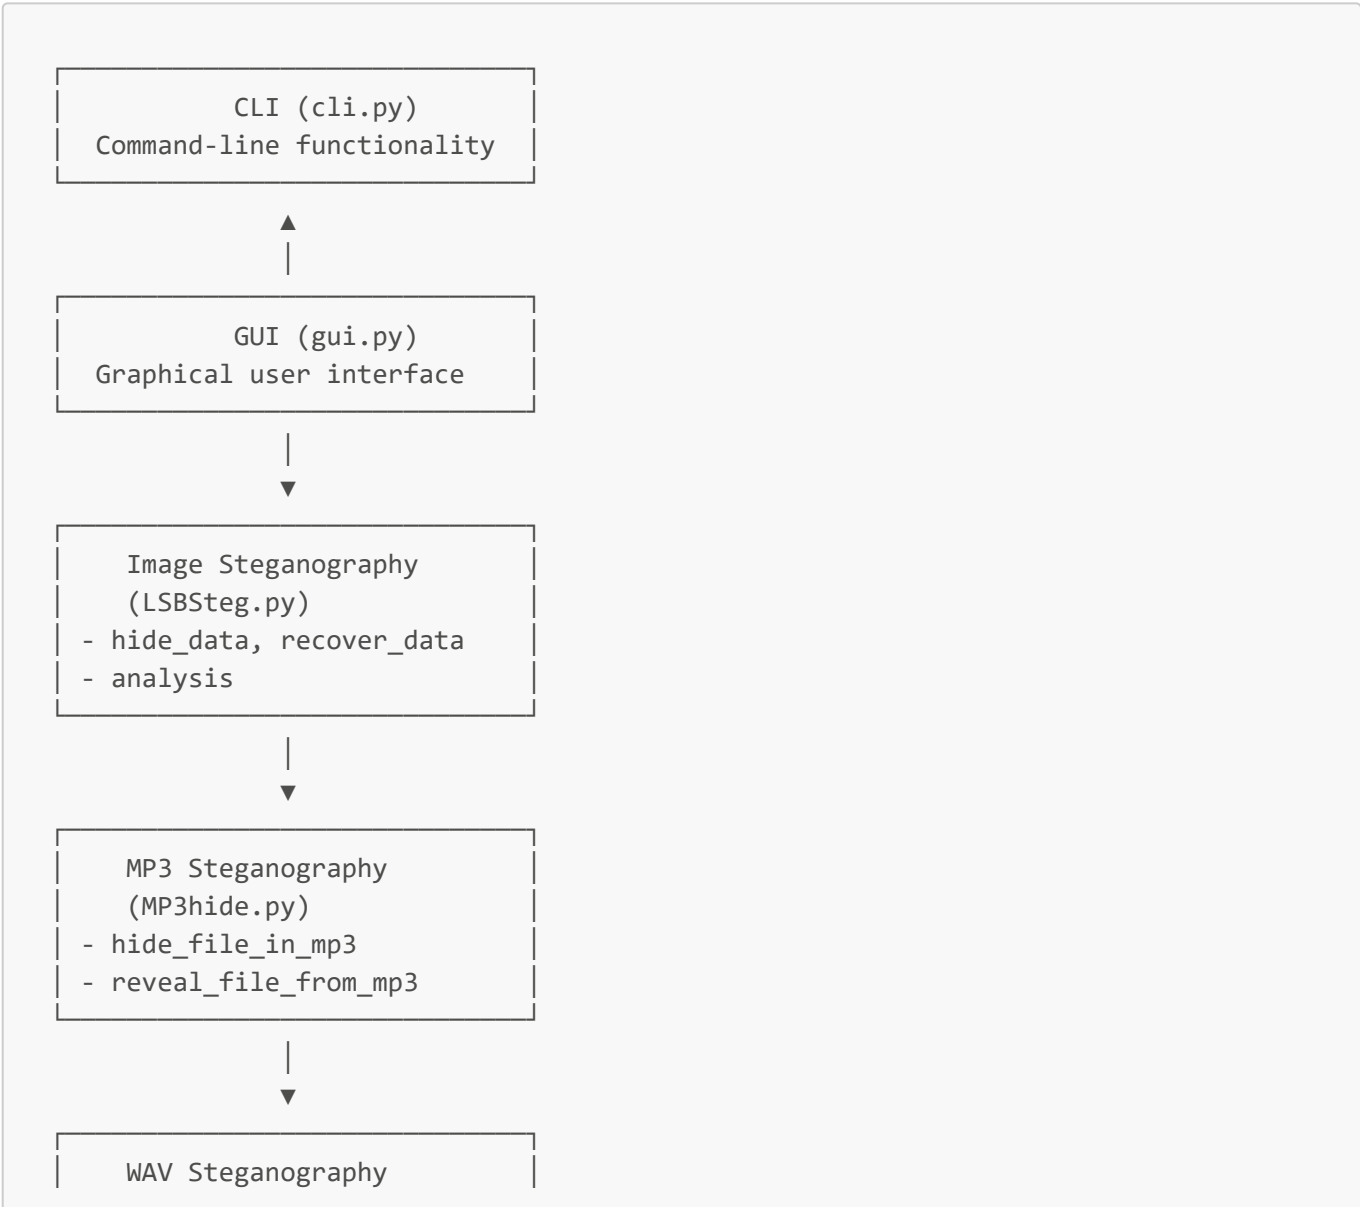 CLI (cli.py)
Command-line functionality
GUI (gui.py)
Graphical user interface
Image Steganography
(LSBSteg.py)
- hide_data, recover_data
- analysis
MP3 Steganography
(MP3hide.py)
- hide_file_in_mp3
- reveal_file_from_mp3
WAV Steganography